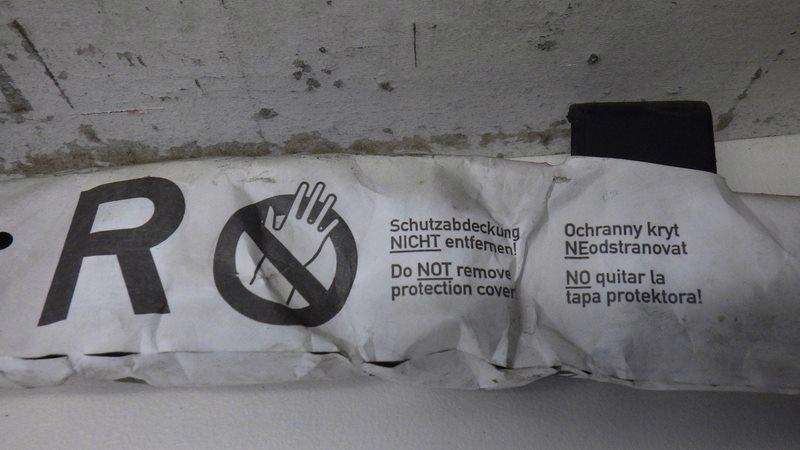 R
Schutzabdeckung
NICHT entfernen!
Do NOT remove
protection cover
Ochranny kryt
NEodstranovat
NO quitar la
tapa protektora!